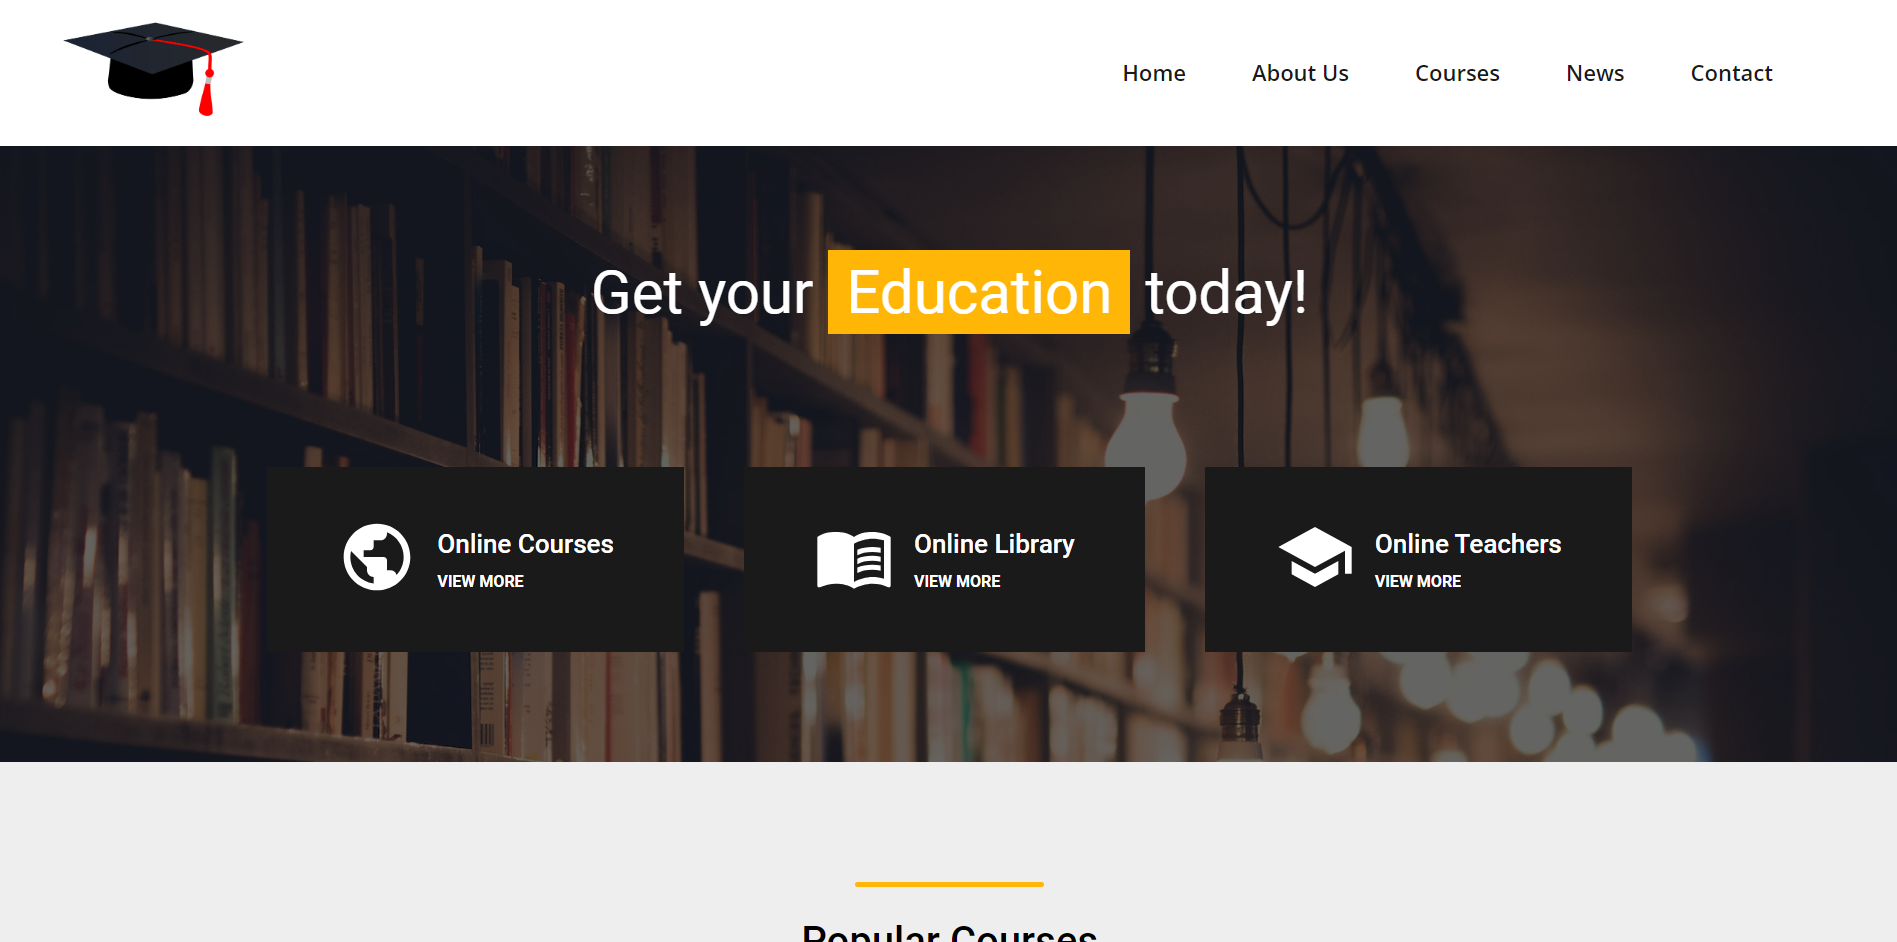 Home About Us Courses News Contact
Get your Education today!
Online Courses
VIEW MORE
Online Library
VIEW MORE
Online Teachers
VIEW MORE
Popular Courses